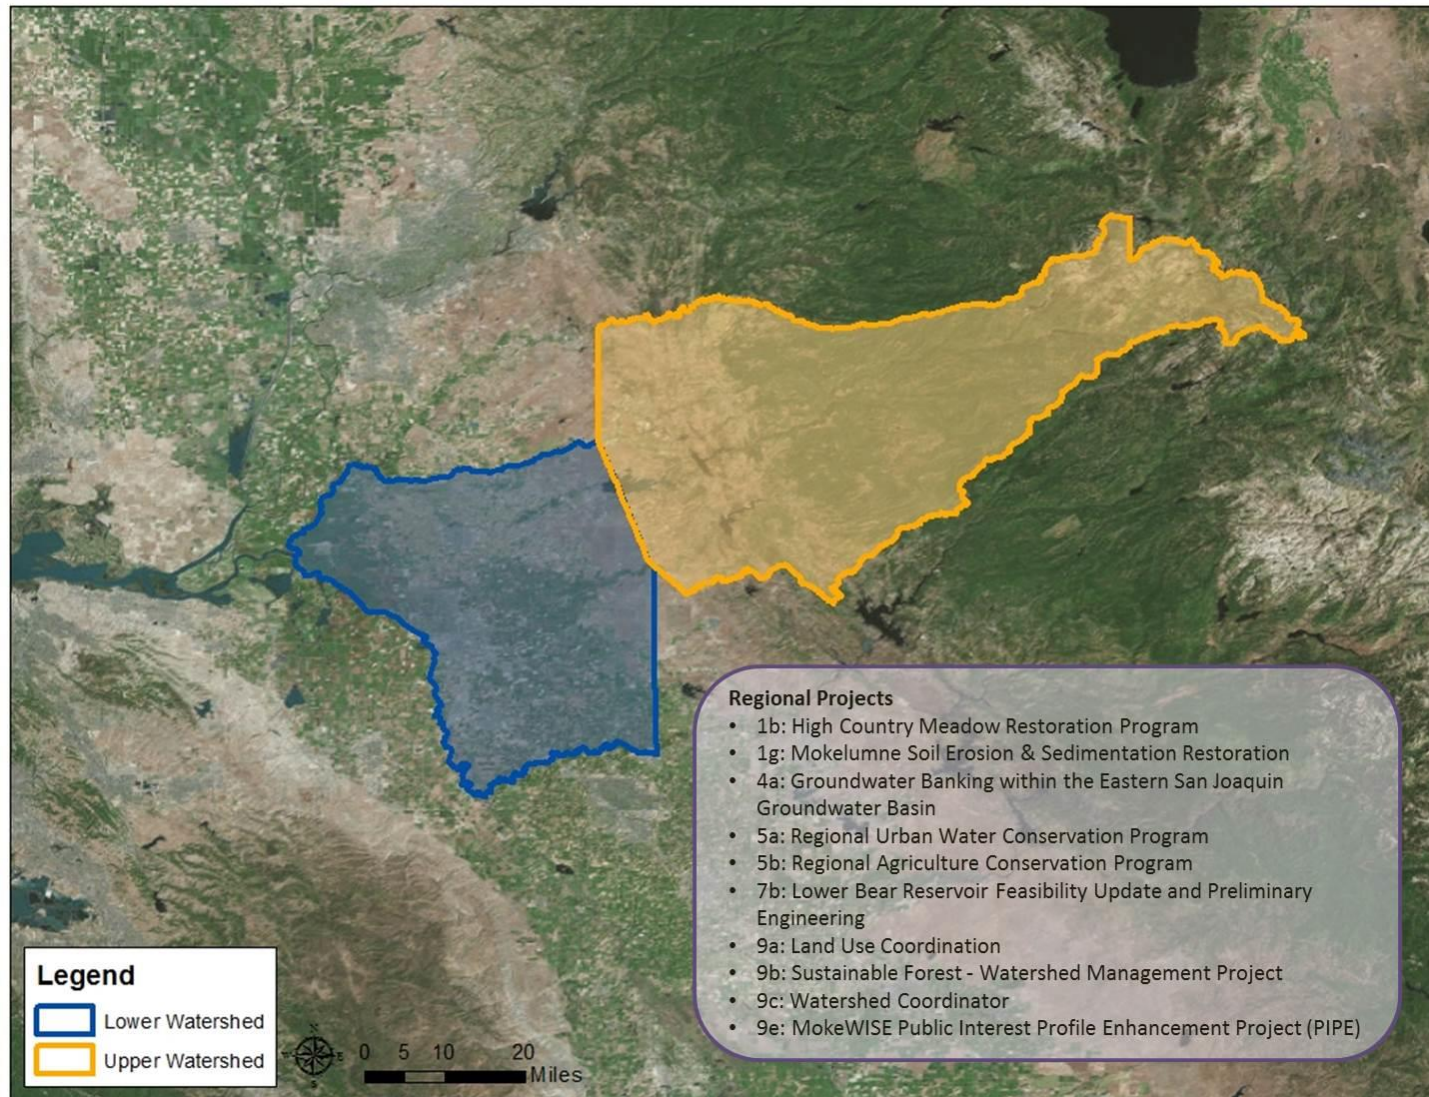 Regional Projects
• 1b: High Country Meadow Restoration Program
• 1g: Mokelumne Soil Erosion & Sedimentation Restoration
• 4a: Groundwater Banking within the Eastern San Joaquin
Groundwater Basin
• 5a: Regional Urban Water Conservation Program
• 5b: Regional Agriculture Conservation Program
• 7b: Lower Bear Reservoir Feasibility Update and Preliminary
Engineering
• 9a: Land Use Coordination
• 9b: Sustainable Forest - Watershed Management Project
• 9c: Watershed Coordinator
• 9e: MokeWISE Public Interest Profile Enhancement Project (PIPE)
Legend
Lower Watershed
Upper Watershed
N
W E
S
0 5 10 20
Miles